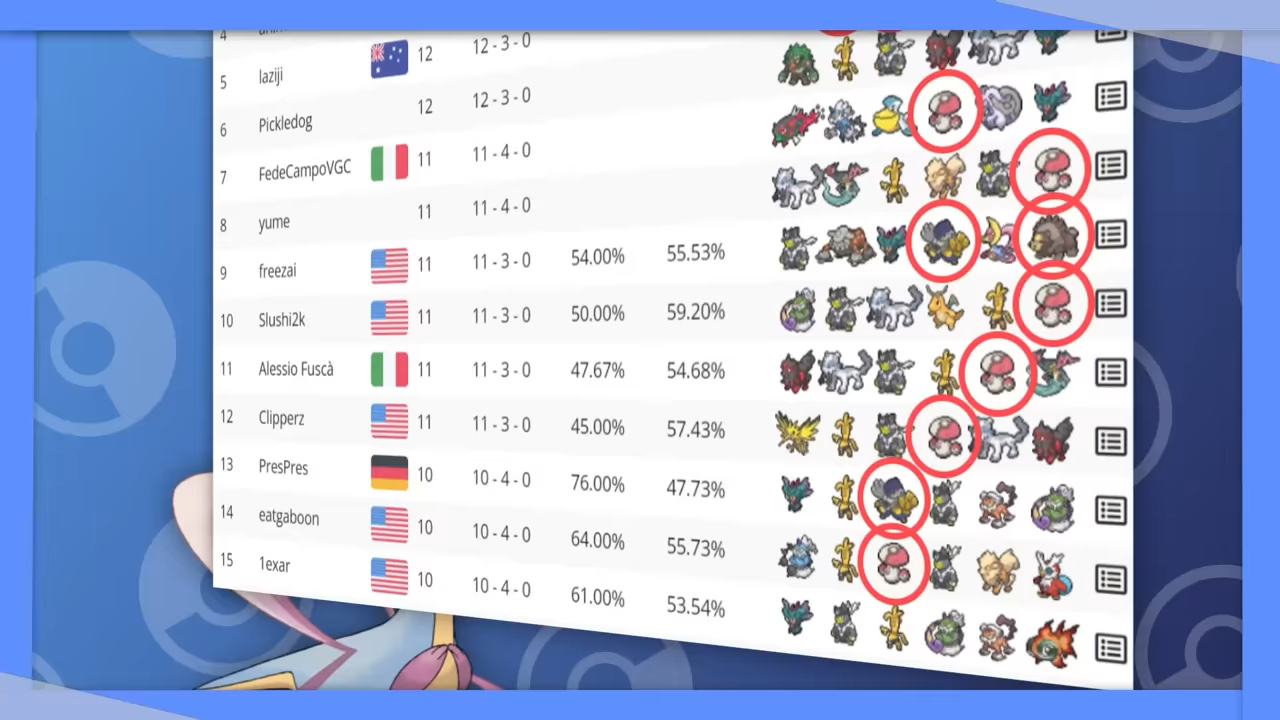 4
5 laziji 12 12 - 3 - 0
6 Pickledog 12 12 - 3 - 0
7 FedeCampoVGC 11 11 - 4 - 0
8 yume 11 11 - 4 - 0
9 freezai 11 11 - 3 - 0 54.00% 55.53%
10 Slushi2k 11 11 - 3 - 0 50.00% 59.20%
11 Alessio Fuscà 11 11 - 3 - 0 47.67% 54.68%
12 Clipperz 11 11 - 3 - 0 45.00% 57.43%
13 PresPres 10 10 - 4 - 0 76.00% 47.73%
14 eatgaboon 10 10 - 4 - 0 64.00% 55.73%
15 1exar 10 10 - 4 - 0 61.00% 53.54%